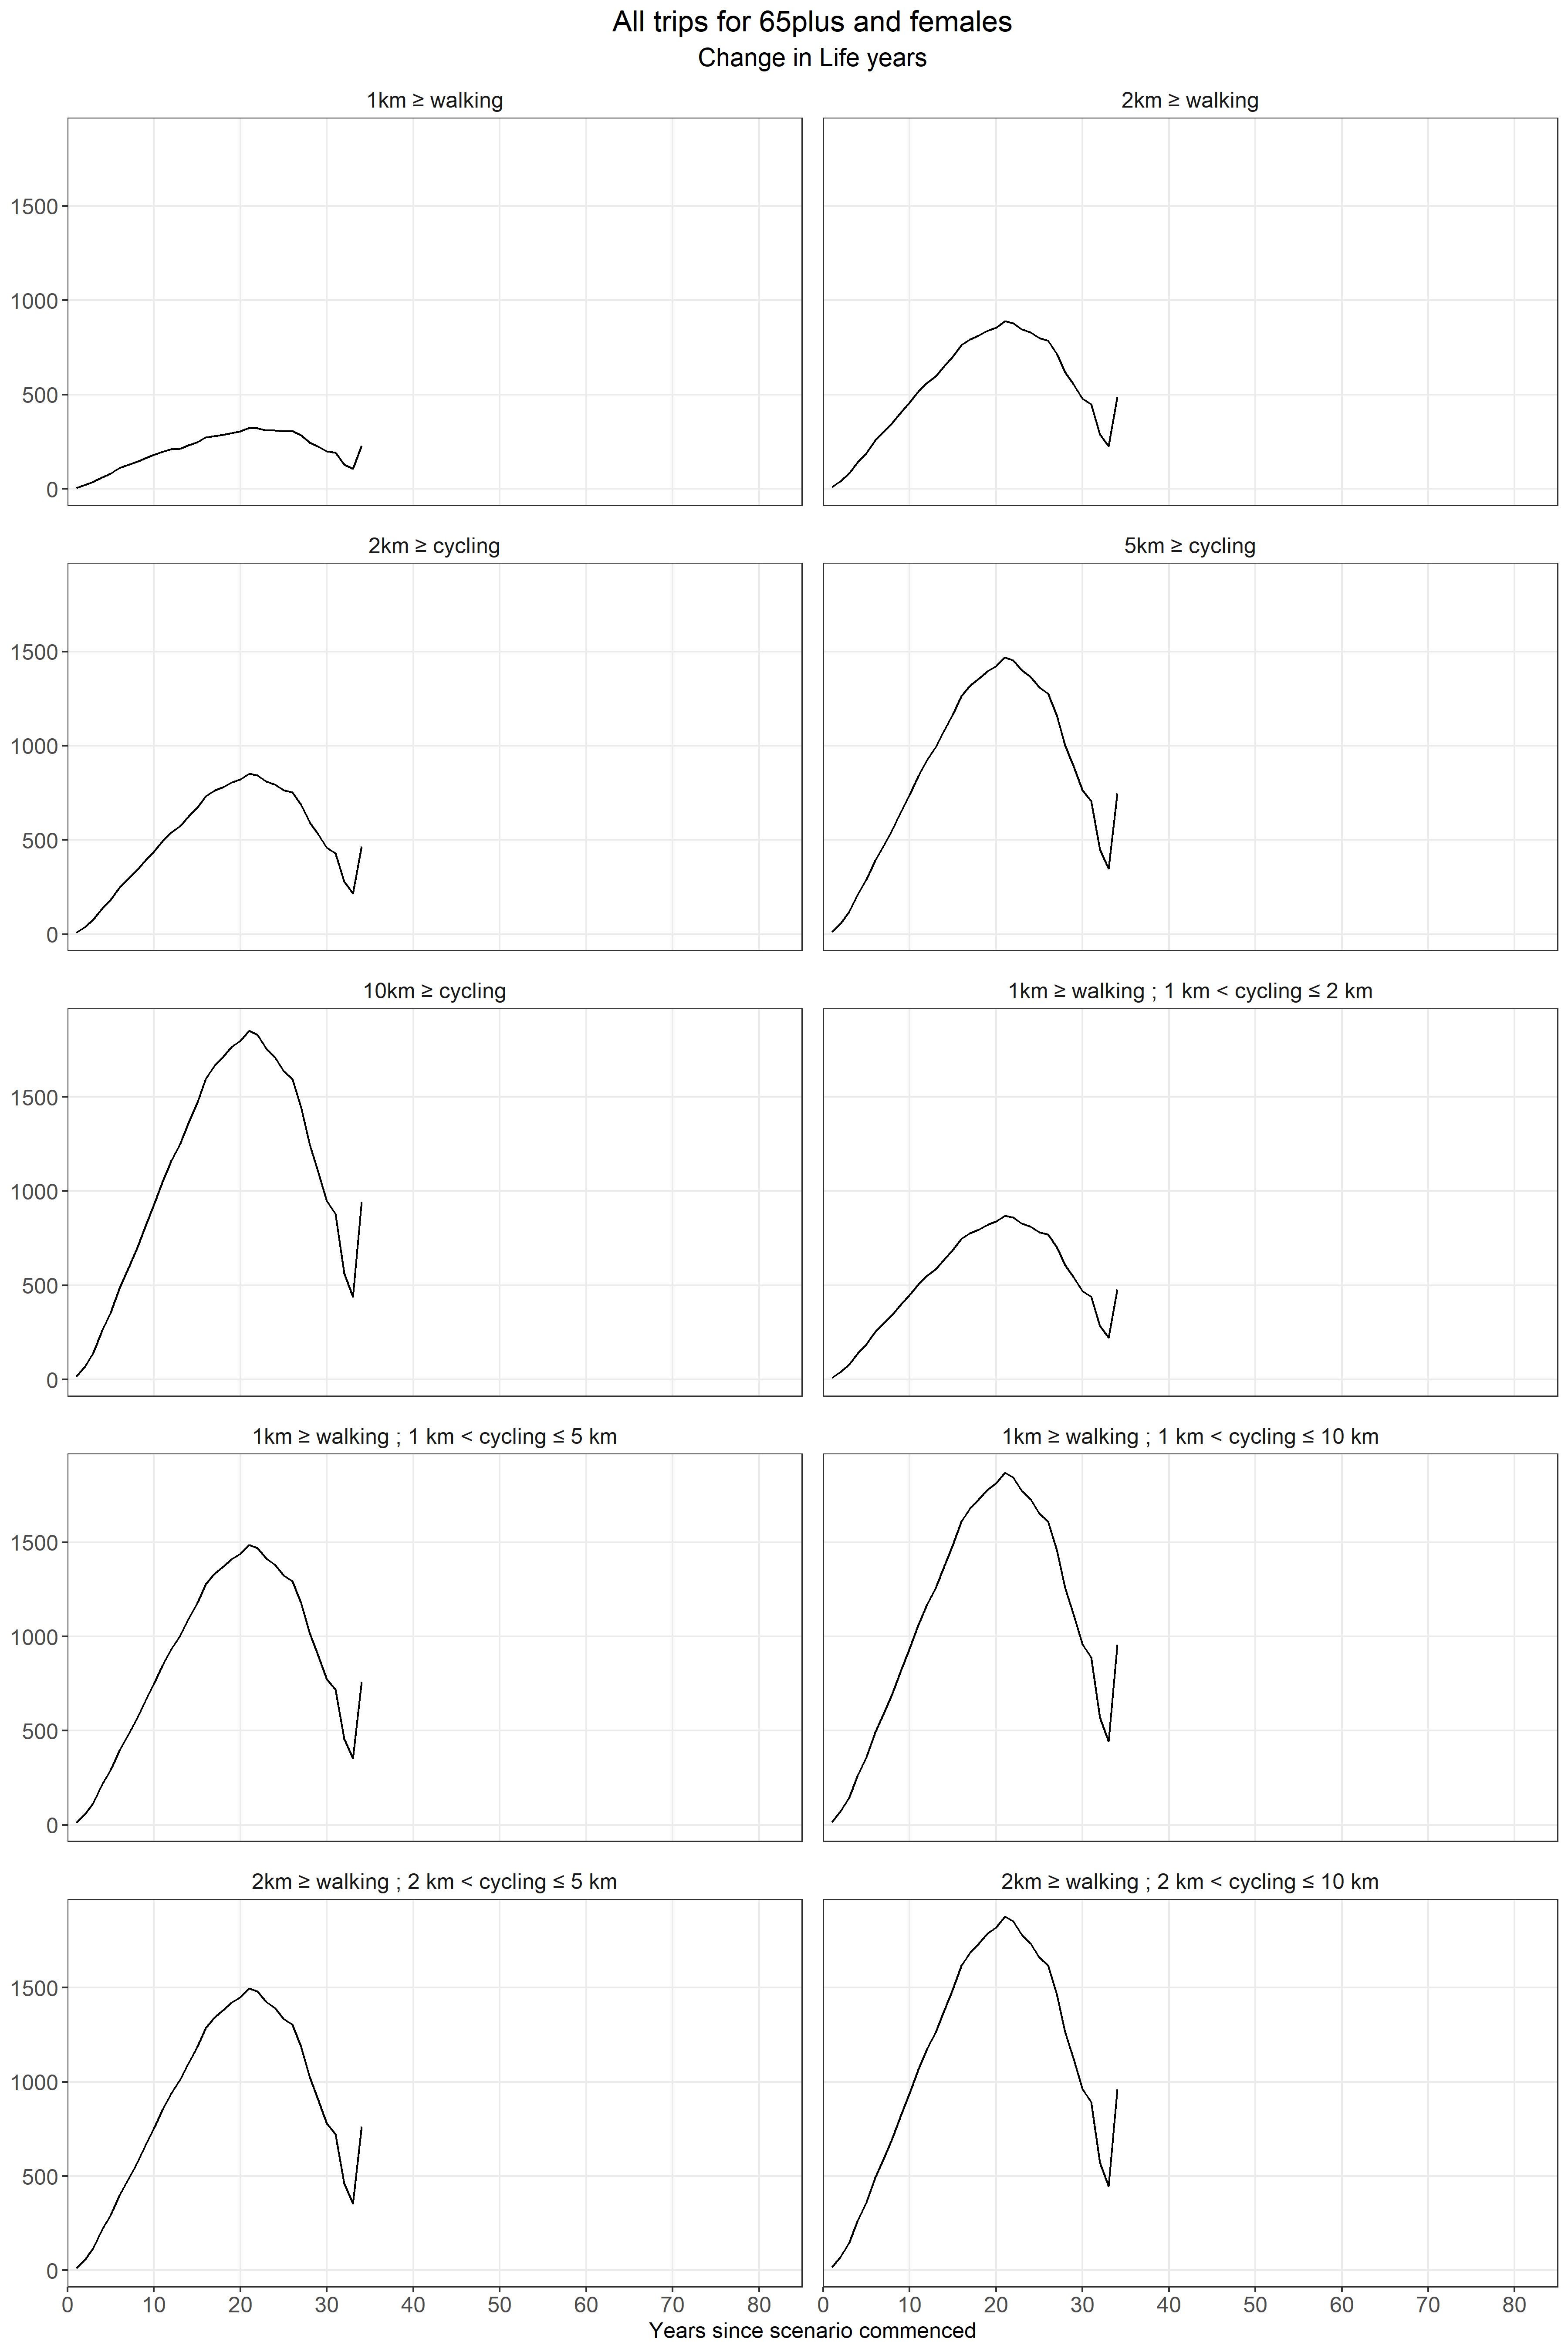 All trips for 65plus and females
Change in Life years
1km ≥ walking
2km ≥ walking
1500
1000
500
0
2km ≥ cycling
5km ≥ cycling
1500
1000
500
0
10km ≥ cycling
1km ≥ walking ; 1 km < cycling ≤ 2 km
1500
1000
500
0
1km ≥ walking ; 1 km < cycling ≤ 5 km
1km ≥ walking ; 1 km < cycling ≤ 10 km
1500
1000
500
0
2km ≥ walking ; 2 km < cycling ≤ 5 km
2km ≥ walking ; 2 km < cycling ≤ 10 km
1500
1000
500
0
0 10 20 30 40 50 60 70 80
0 10 20 30 40 50 60 70 80
Years since scenario commenced